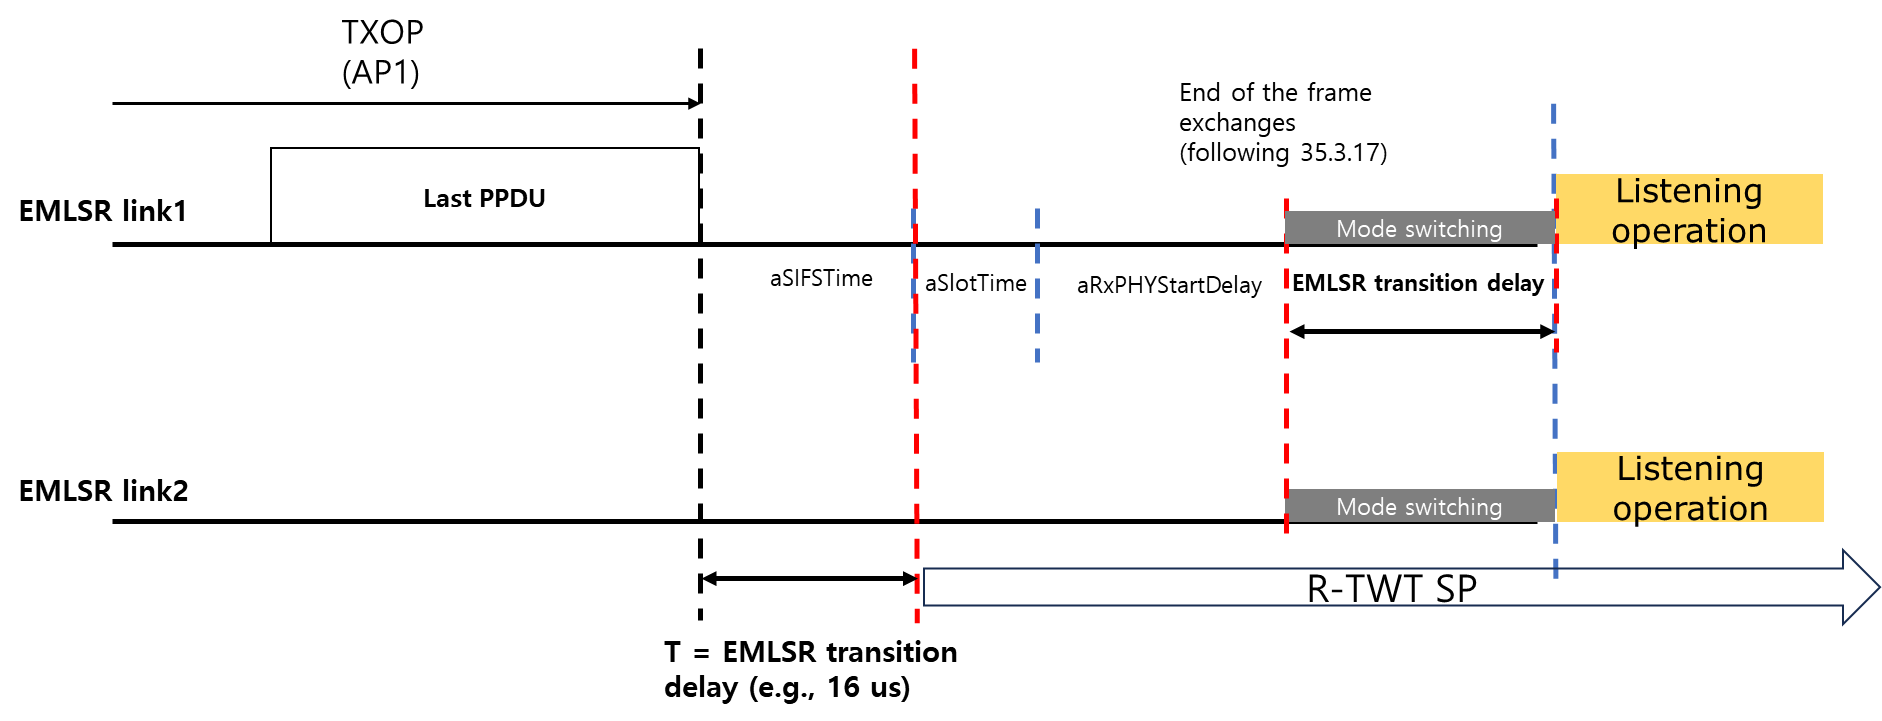 TXOP
(AP1)
End of the frame
exchanges
(following 35.3.17)
Last PPDU
EMLSR link1
Mode switching
Listening
operation
aSIFSTime
aSlotTime
aRxPHYStartDelay
EMLSR transition delay
EMLSR link2
Mode switching
Listening
operation
R-TWT SP
T = EMLSR transition
delay (e.g., 16 us)